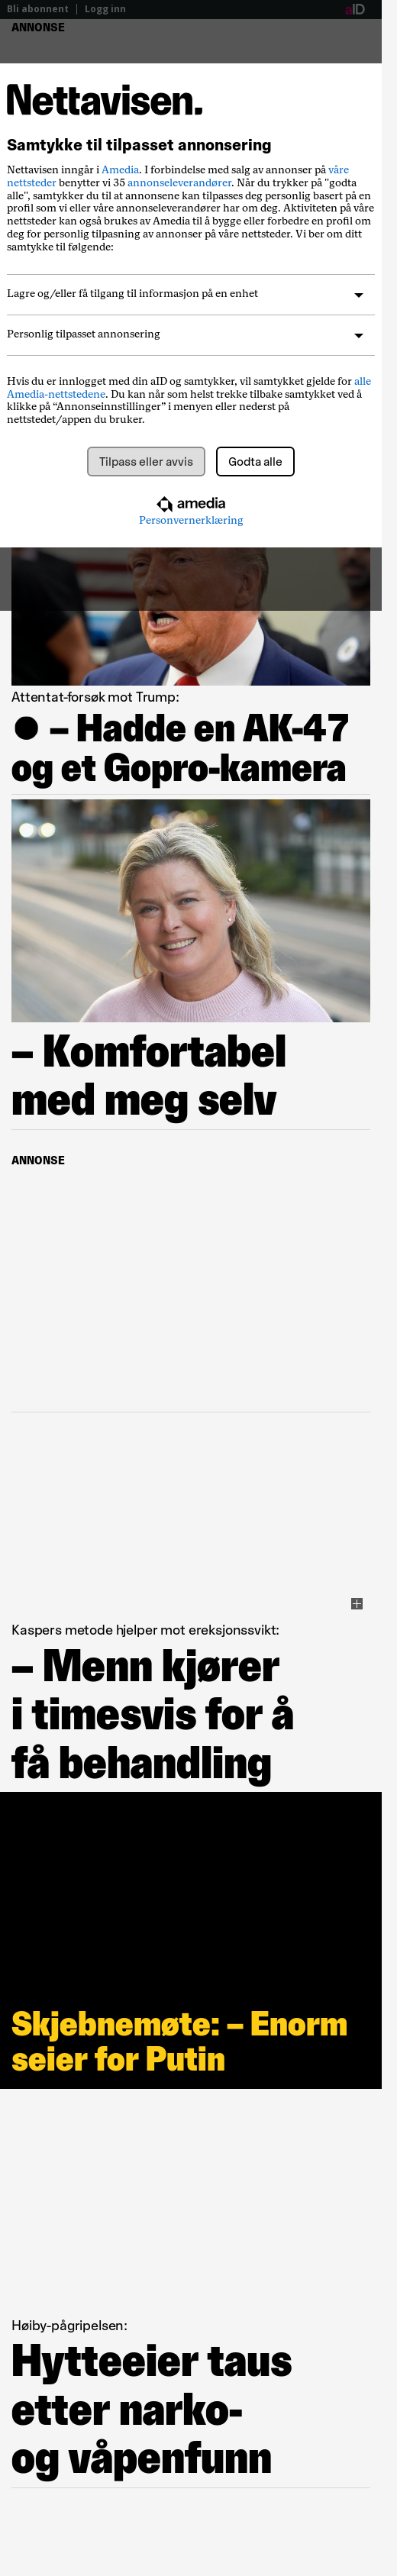 Bli abonnent | Logg inn
aID
ANNONSE
Nettavisen.
Samtykke til tilpasset annonsering
Nettavisen inngår i Amedia. I forbindelse med salg av annonser på våre
nettsteder benytter vi 35 annonseleverandører. Når du trykker på "godta
alle", samtykker du til at annonsene kan tilpasses deg personlig basert på en
profil som vi eller våre annonseleverandører har om deg. Aktiviteten på våre
nettsteder kan også brukes av Amedia til å bygge eller forbedre en profil om
deg for personlig tilpasning av annonser på våre nettsteder. Vi ber om ditt
samtykke til følgende:
Lagre og/eller få tilgang til informasjon på en enhet
Personlig tilpasset annonsering
Hvis du er innlogget med din aID og samtykker, vil samtykket gjelde for alle
Amedia-nettstedene. Du kan når som helst trekke tilbake samtykket ved å
klikke på “Annonseinnstillinger” i menyen eller nederst på
nettstedet/appen du bruker.
Tilpass eller avvis
Godta alle
amedia
Personvernerklæring
Attentat-forsøk mot Trump:
● – Hadde en AK-47
og et Gopro-kamera
– Komfortabel
med meg selv
ANNONSE
Kaspers metode hjelper mot ereksjonssvikt:
– Menn kjører
i timesvis for å
få behandling
Skjebnemøte: – Enorm
seier for Putin
Høiby-pågripelsen:
Hytteeier taus
etter narko-
og våpenfunn